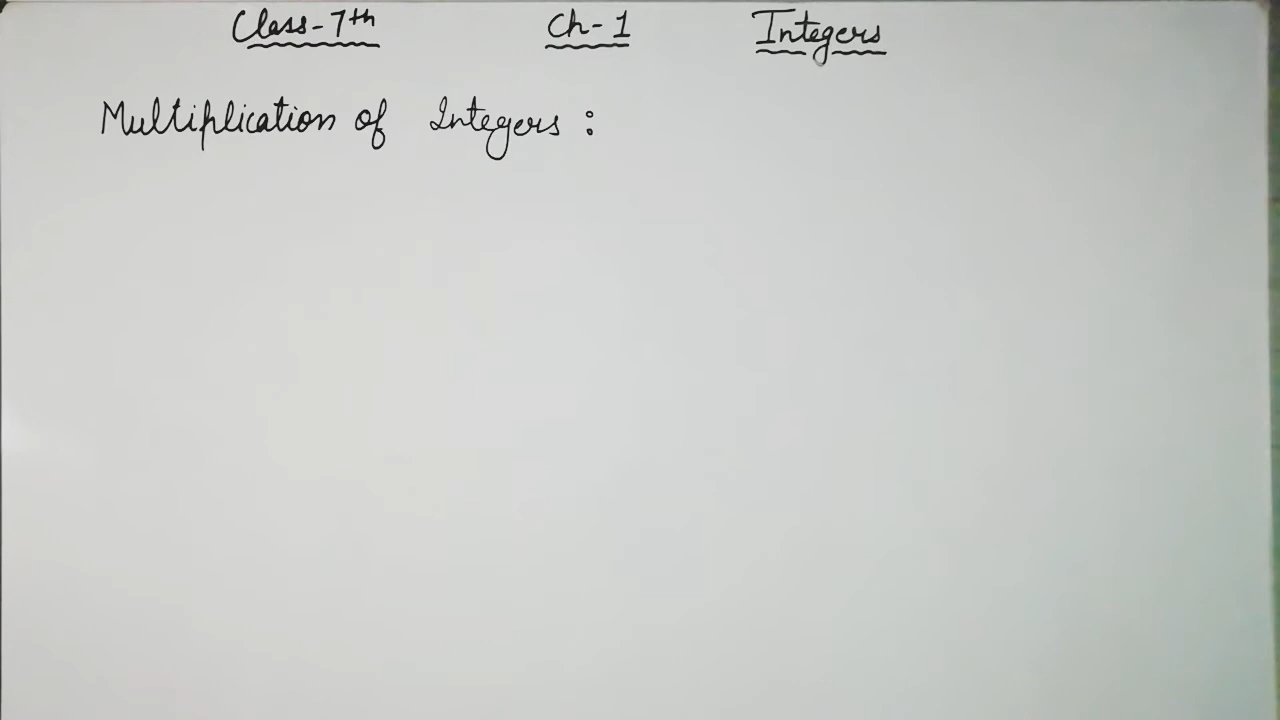 Class-7th Ch-1 Integers
Multiplication of Integers :